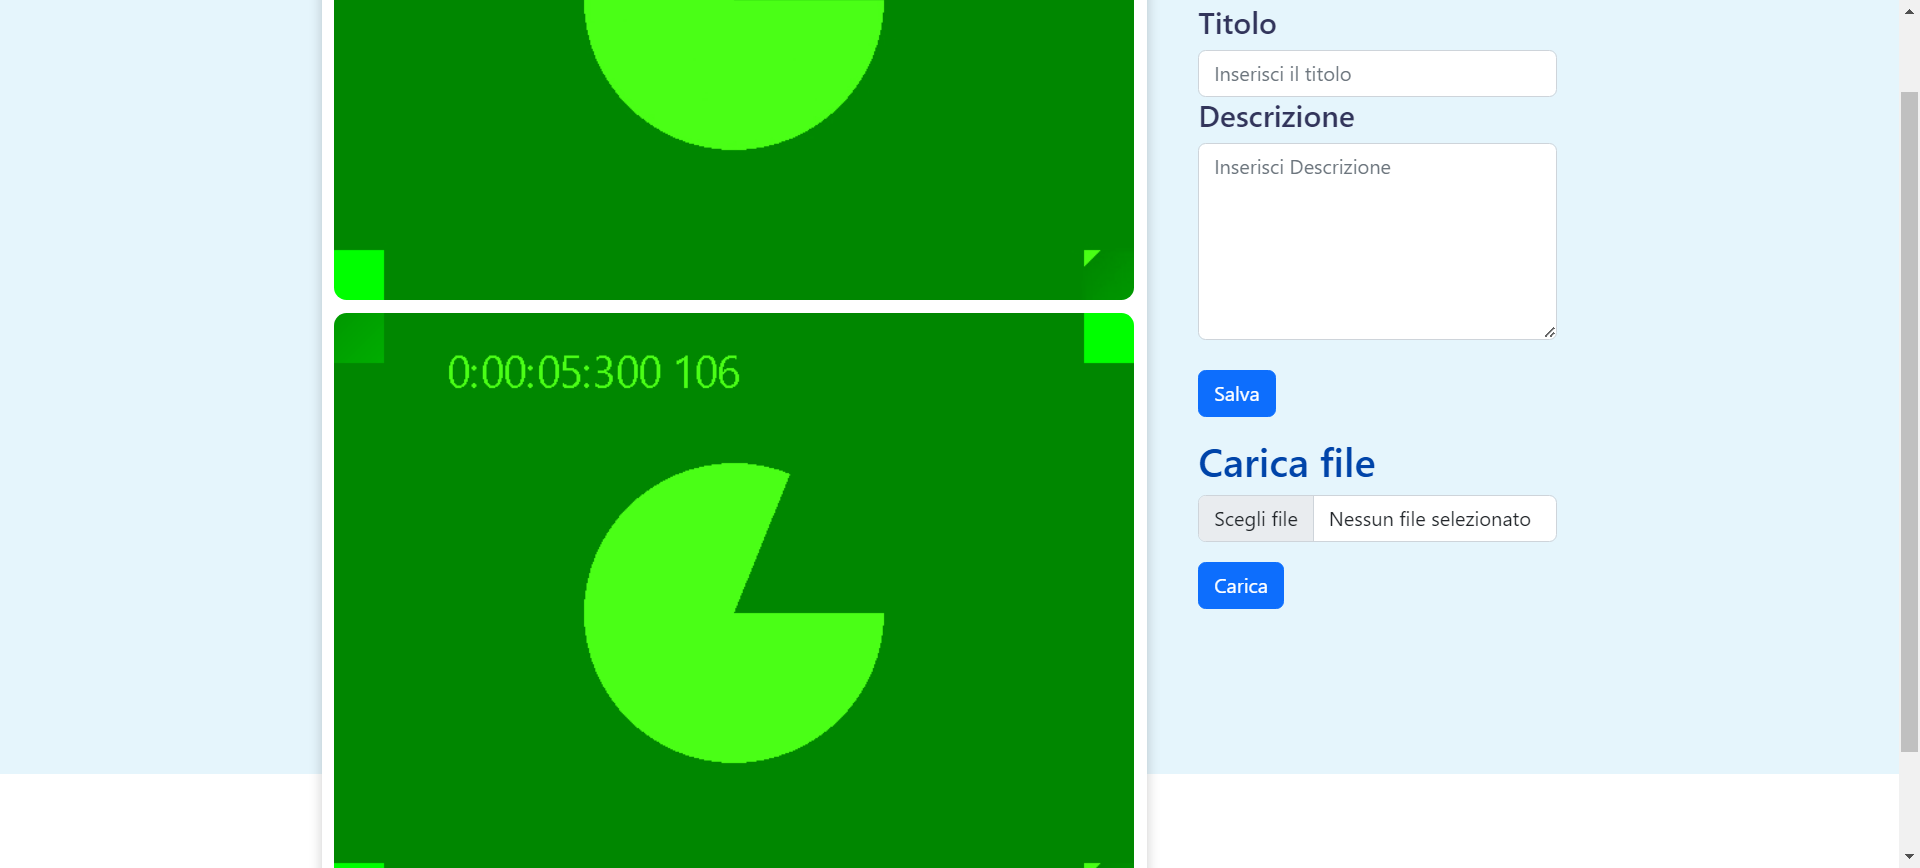 Titolo
Inserisci il titolo
Descrizione
Inserisci Descrizione
0:00:05:300 106
Salva
Carica file
Scegli file Nessun file selezionato
Carica